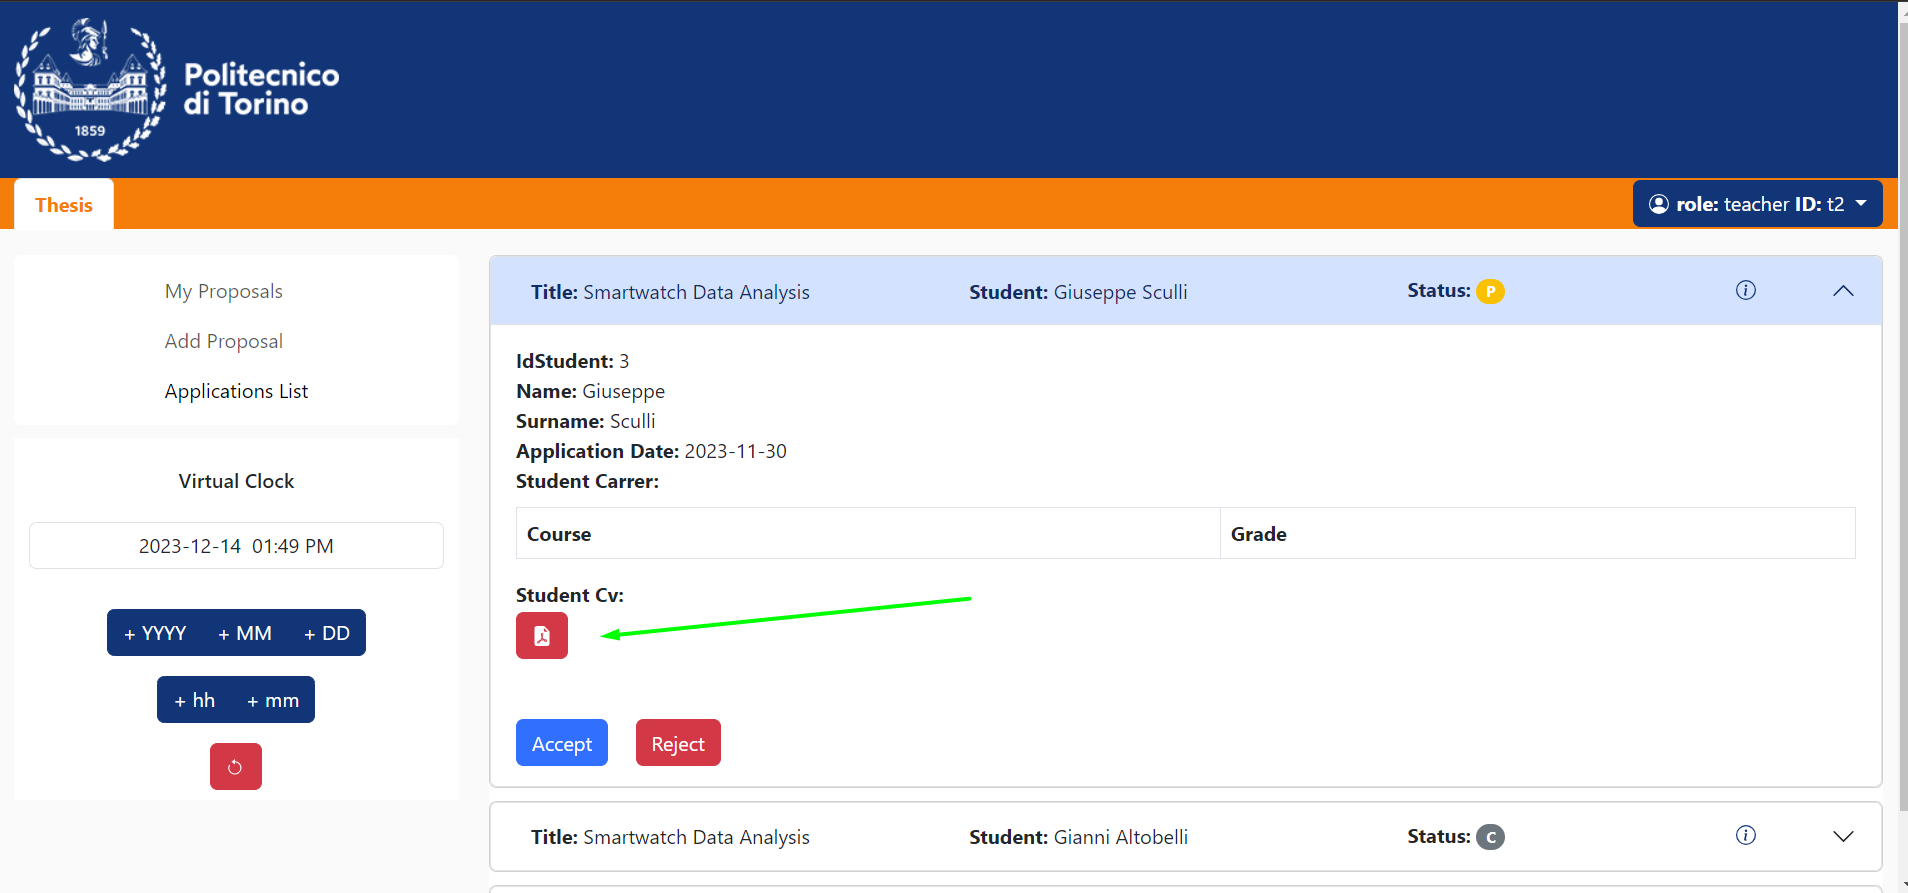 1859
Politecnico
di Torino
Thesis
role: teacher ID: t2
My Proposals
Add Proposal
Applications List
Virtual Clock
2023-12-14 01:49 PM
+ YYYY + MM + DD
+ hh + mm
Title: Smartwatch Data Analysis Student: Giuseppe Sculli Status: P
IdStudent: 3
Name: Giuseppe
Surname: Sculli
Application Date: 2023-11-30
Student Carrer:
Course Grade
Student Cv:
Accept Reject
Title: Smartwatch Data Analysis Student: Gianni Altobelli Status: C